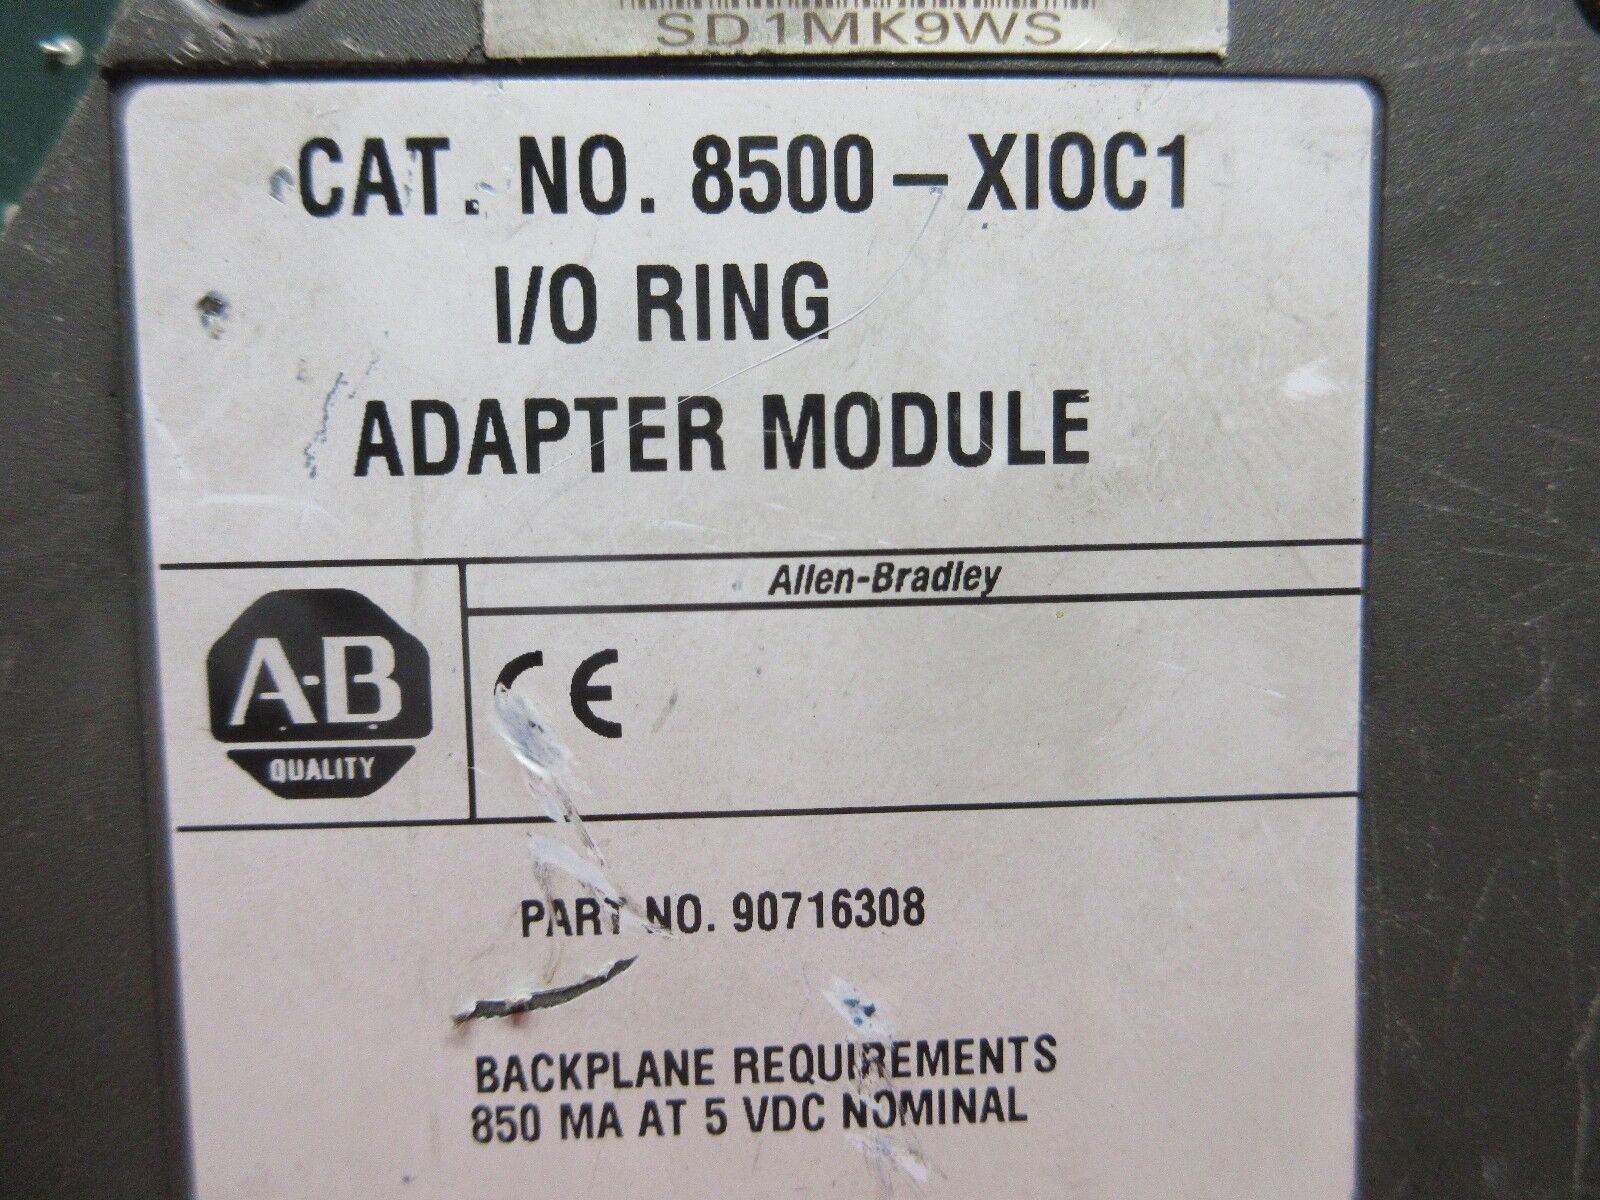 SD1MK9WS
CAT. NO. 8500-XIOC1
I/O RING
ADAPTER MODULE
Allen-Bradley
A-B
QUALITY
CE
PART NO. 90716308
BACKPLANE REQUIREMENTS
850 MA AT 5 VDC NOMINAL